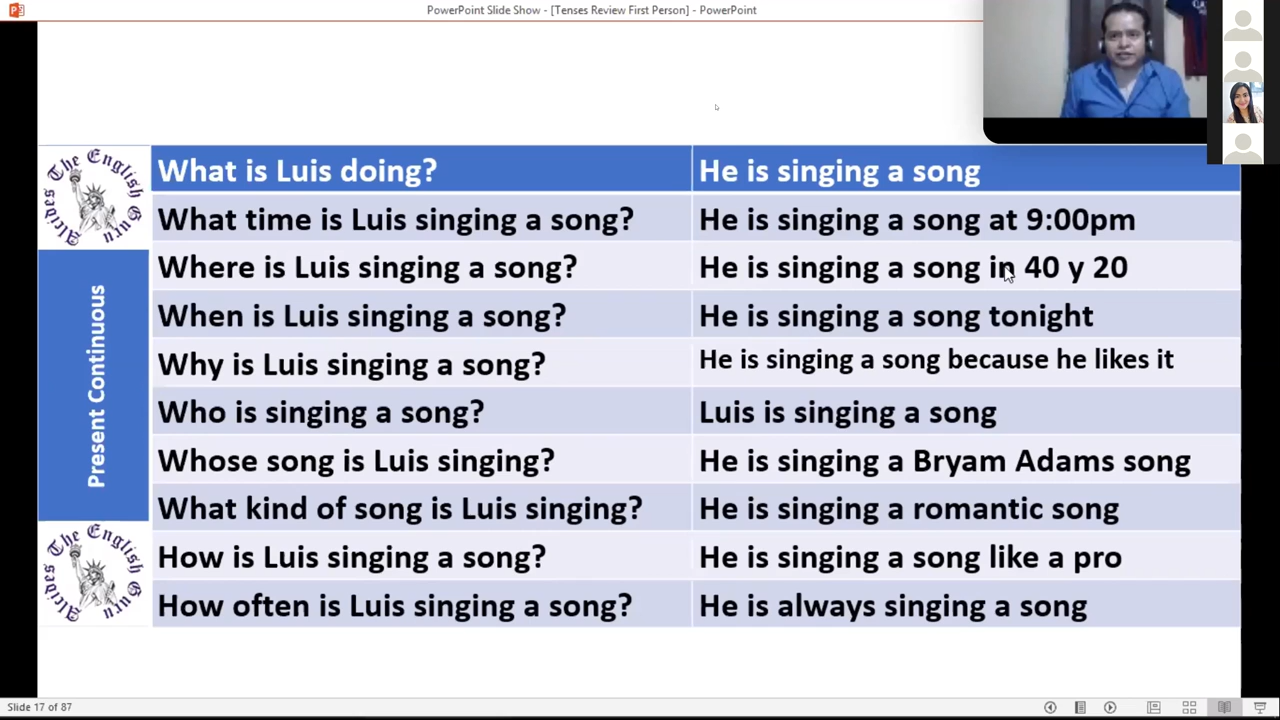 PowerPoint Slide Show - [Tenses Review First Person] - PowerPoint
The English Guru
Alcides
What is Luis doing? He is singing a song
What time is Luis singing a song? He is singing a song at 9:00pm
Where is Luis singing a song? He is singing a song in 40 y 20
When is Luis singing a song? He is singing a song tonight
Why is Luis singing a song? He is singing a song because he likes it
Who is singing a song? Luis is singing a song
Whose song is Luis singing? He is singing a Bryam Adams song
What kind of song is Luis singing? He is singing a romantic song
How is Luis singing a song? He is singing a song like a pro
How often is Luis singing a song? He is always singing a song
Present Continuous
The English Guru
Alcides
Slide 17 of 87